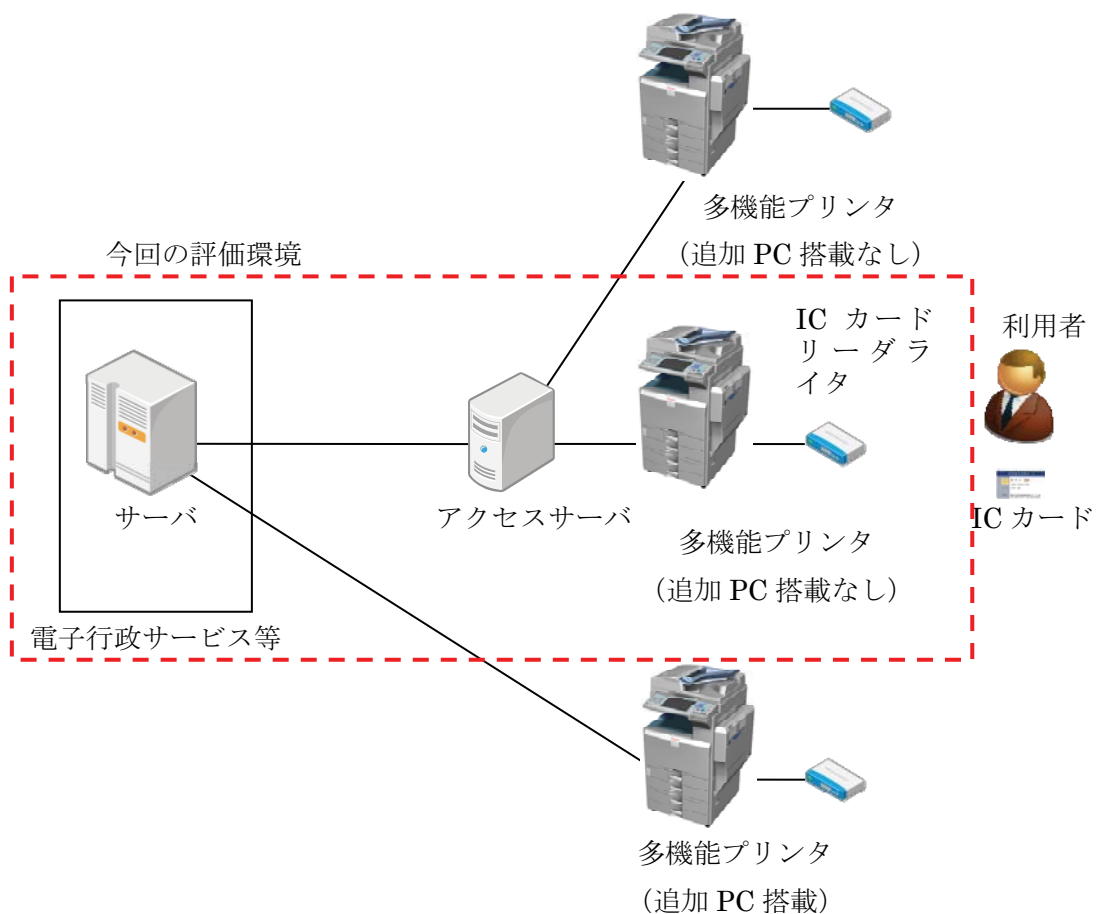 多機能プリンタ
（追加 PC 搭載なし）
今回の評価環境
IC カード
リーダラ
イタ
利用者
サーバ
アクセスサーバ
IC カード
多機能プリンタ
（追加 PC 搭載なし）
電子行政サービス等
多機能プリンタ
（追加 PC 搭載）